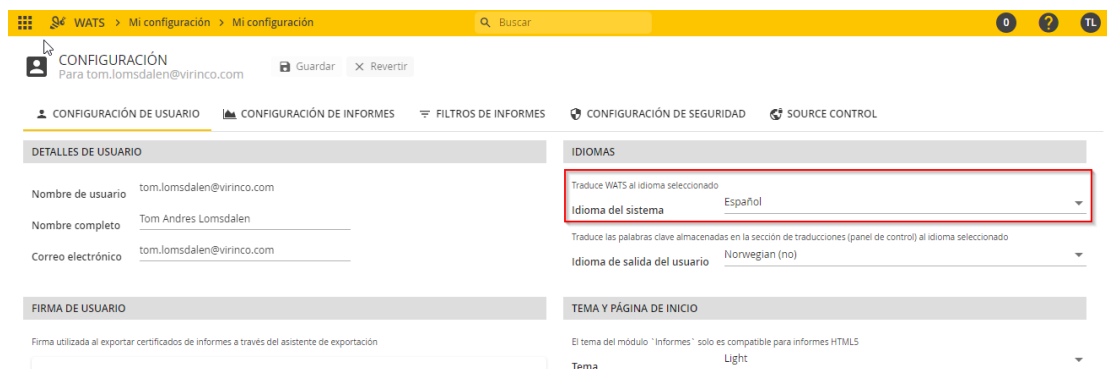 WATS > Mi configuración > Mi configuración
Buscar
0
?
TL
CONFIGURACIÓN
Para tom.lomsdalen@virinco.com
Guardar
Revertir
CONFIGURACIÓN DE USUARIO
CONFIGURACIÓN DE INFORMES
FILTROS DE INFORMES
CONFIGURACIÓN DE SEGURIDAD
SOURCE CONTROL
DETALLES DE USUARIO
Nombre de usuario tom.lomsdalen@virinco.com
Nombre completo Tom Andres Lomsdalen
Correo electrónico tom.lomsdalen@virinco.com
IDIOMAS
Traduce WATS al idioma seleccionado
Idioma del sistema Español
Traduce las palabras clave almacenadas en la sección de traducciones (panel de control) al idioma seleccionado
Idioma de salida del usuario Norwegian (no)
FIRMA DE USUARIO
Firma utilizada al exportar certificados de informes a través del asistente de exportación
TEMA Y PÁGINA DE INICIO
El tema del módulo `Informes` solo es compatible para informes HTML5
Tema Light